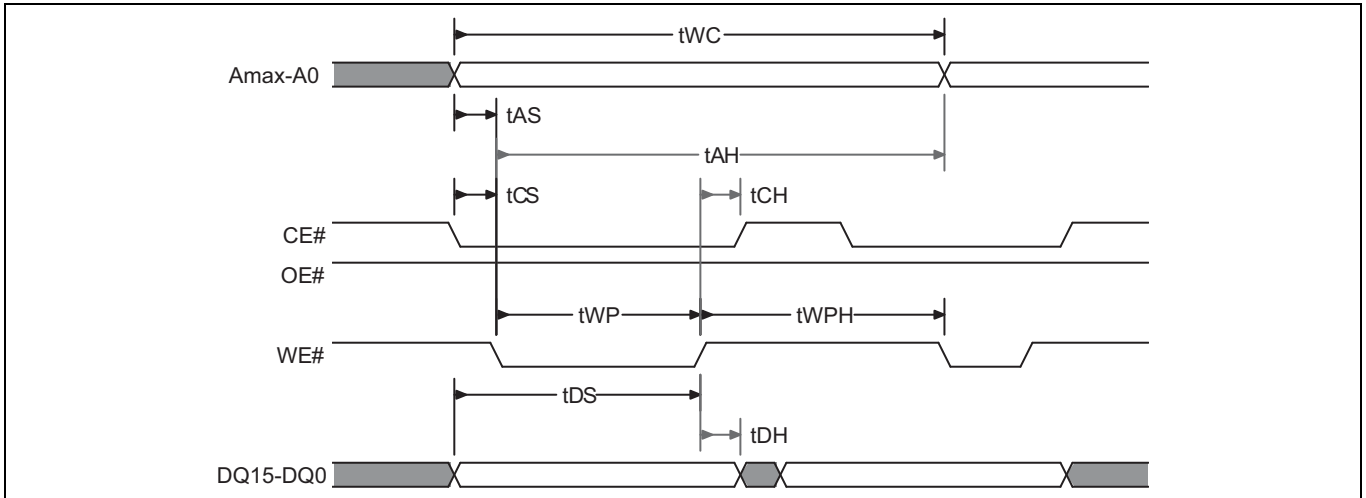 tWC
Amax-A0
tAS
tAH
tCS
tCH
CE#
OE#
tWP
tWPH
WE#
tDS
tDH
DQ15-DQ0